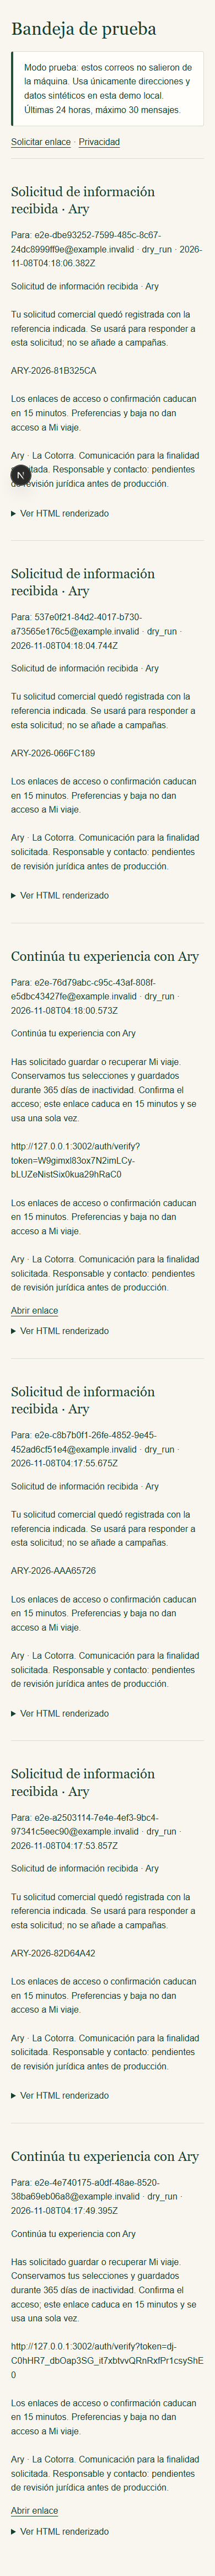 Bandeja de prueba
Modo prueba: estos correos no salieron de
la máquina. Usa únicamente direcciones y
datos sintéticos en esta demo local.
Últimas 24 horas, máximo 30 mensajes.
Solicitar enlace · Privacidad
Solicitud de información
recibida · Ary
Para: e2e-dbe93252-7599-485c-8c67-
24dc8999ff9e@example.invalid · dry_run · 2026-
11-08T04:18:06.382Z
Solicitud de información recibida · Ary
Tu solicitud comercial quedó registrada con la
referencia indicada. Se usará para responder a
esta solicitud; no se añade a campañas.
ARY-2026-81B325CA
Los enlaces de acceso o confirmación caducan
en 15 minutos. Preferencias y baja no dan
acceso a Mi viaje.
Ary · La Cotorra. Comunicación para la finalidad
N
solicitada. Responsable y contacto: pendientes
de revisión jurídica antes de producción.
▶ Ver HTML renderizado
Solicitud de información
recibida · Ary
Para: 537e0f21-84d2-4017-b730-
a73565e176c5@example.invalid · dry_run ·
2026-11-08T04:18:04.744Z
Solicitud de información recibida · Ary
Tu solicitud comercial quedó registrada con la
referencia indicada. Se usará para responder a
esta solicitud; no se añade a campañas.
ARY-2026-066FC189
Los enlaces de acceso o confirmación caducan
en 15 minutos. Preferencias y baja no dan
acceso a Mi viaje.
Ary · La Cotorra. Comunicación para la finalidad
solicitada. Responsable y contacto: pendientes
de revisión jurídica antes de producción.
▶ Ver HTML renderizado
Continúa tu experiencia con Ary
Para: e2e-76d79abc-c95c-43af-808f-
e5dbc43427fe@example.invalid · dry_run ·
2026-11-08T04:18:00.573Z
Continúa tu experiencia con Ary
Has solicitado guardar o recuperar Mi viaje.
Conservamos tus selecciones y guardados
durante 365 días de inactividad. Confirma el
acceso; este enlace caduca en 15 minutos y se
usa una sola vez.
http://127.0.0.1:3002/auth/verify?
token=W9gimxl83ox7N2imLCy-
bLUZeNistSix0kua29hRaC0
Los enlaces de acceso o confirmación caducan
en 15 minutos. Preferencias y baja no dan
acceso a Mi viaje.
Ary · La Cotorra. Comunicación para la finalidad
solicitada. Responsable y contacto: pendientes
de revisión jurídica antes de producción.
Abrir enlace
▶ Ver HTML renderizado
Solicitud de información
recibida · Ary
Para: e2e-c8b7b0f1-26fe-4852-9e45-
452ad6cf51e4@example.invalid · dry_run ·
2026-11-08T04:17:55.675Z
Solicitud de información recibida · Ary
Tu solicitud comercial quedó registrada con la
referencia indicada. Se usará para responder a
esta solicitud; no se añade a campañas.
ARY-2026-AAA65726
Los enlaces de acceso o confirmación caducan
en 15 minutos. Preferencias y baja no dan
acceso a Mi viaje.
Ary · La Cotorra. Comunicación para la finalidad
solicitada. Responsable y contacto: pendientes
de revisión jurídica antes de producción.
▶ Ver HTML renderizado
Solicitud de información
recibida · Ary
Para: e2e-a2503114-7e4e-4ef3-9bc4-
97341c5eec90@example.invalid · dry_run ·
2026-11-08T04:17:53.857Z
Solicitud de información recibida · Ary
Tu solicitud comercial quedó registrada con la
referencia indicada. Se usará para responder a
esta solicitud; no se añade a campañas.
ARY-2026-82D64A42
Los enlaces de acceso o confirmación caducan
en 15 minutos. Preferencias y baja no dan
acceso a Mi viaje.
Ary · La Cotorra. Comunicación para la finalidad
solicitada. Responsable y contacto: pendientes
de revisión jurídica antes de producción.
▶ Ver HTML renderizado
Continúa tu experiencia con Ary
Para: e2e-4e740175-a0df-48ae-8520-
38ba69eb06a8@example.invalid · dry_run ·
2026-11-08T04:17:49.395Z
Continúa tu experiencia con Ary
Has solicitado guardar o recuperar Mi viaje.
Conservamos tus selecciones y guardados
durante 365 días de inactividad. Confirma el
acceso; este enlace caduca en 15 minutos y se
usa una sola vez.
http://127.0.0.1:3002/auth/verify?token=dj-
C0hHR7_dbOap3SG_it7xbtvvQRnRxfPr1csyShE
0
Los enlaces de acceso o confirmación caducan
en 15 minutos. Preferencias y baja no dan
acceso a Mi viaje.
Ary · La Cotorra. Comunicación para la finalidad
solicitada. Responsable y contacto: pendientes
de revisión jurídica antes de producción.
Abrir enlace
▶ Ver HTML renderizado